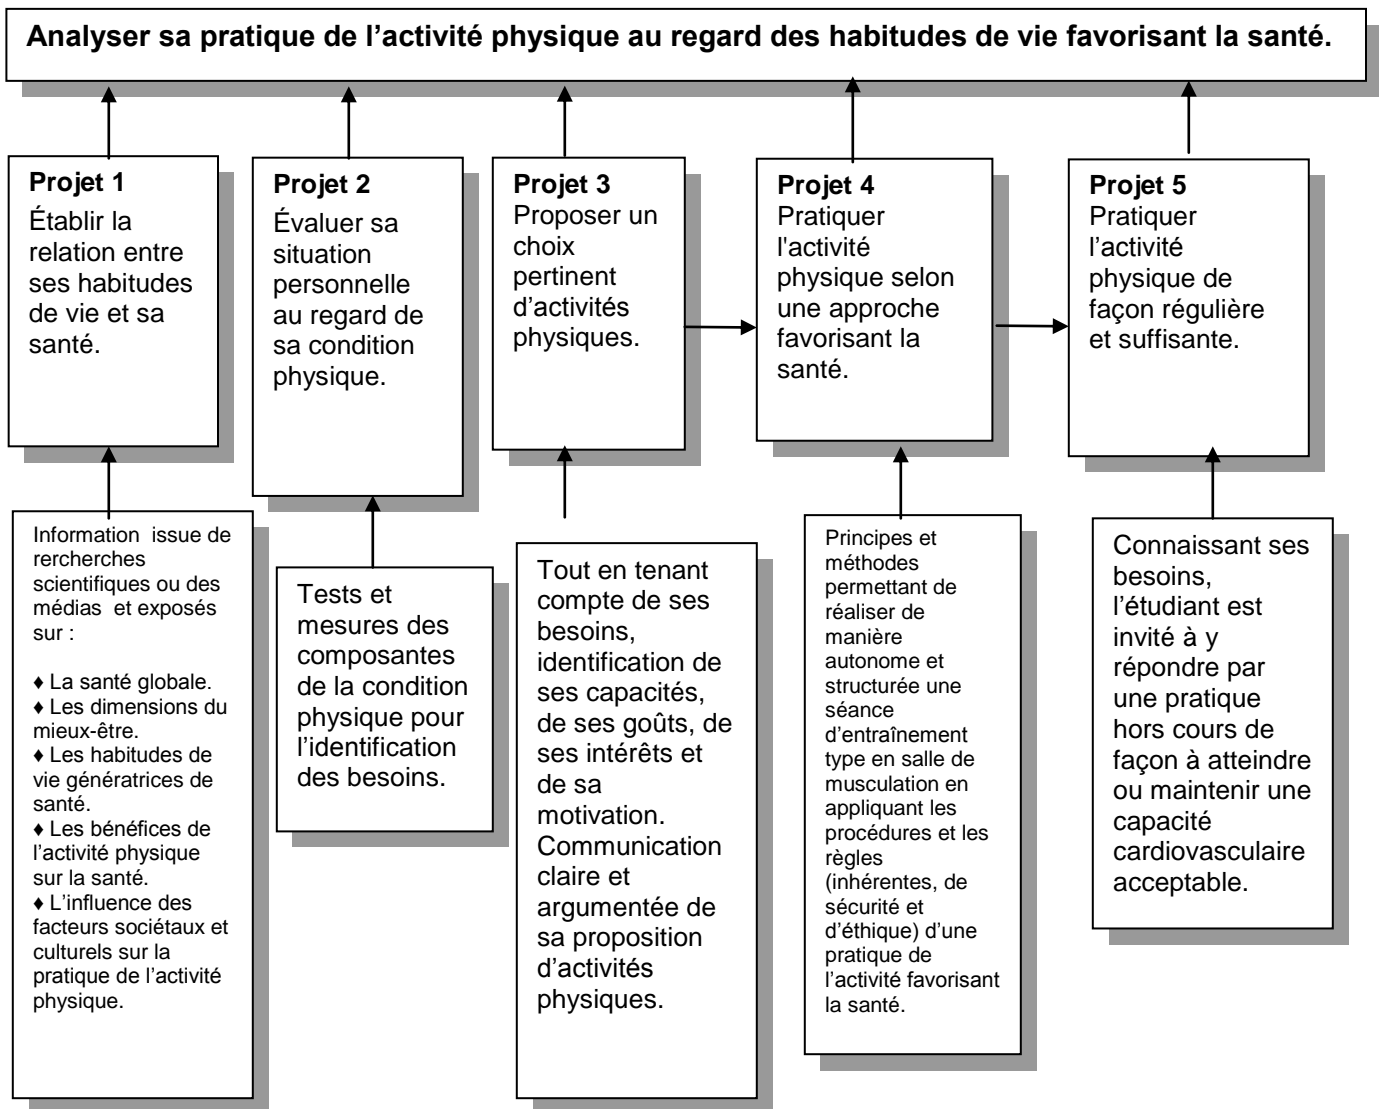 Analyser sa pratique de l’activité physique au regard des habitudes de vie favorisant la santé.
Projet 1
Établir la
relation entre
ses habitudes
de vie et sa
santé.
Projet 2
Évaluer sa
situation
personnelle
au regard de
sa condition
physique.
Projet 3
Proposer un
choix
pertinent
d’activités
physiques.
Projet 4
Pratiquer
l'activité
physique selon
une approche
favorisant la
santé.
Projet 5
Pratiquer
l’activité
physique de
façon régulière
et suffisante.
Information  issue de
rercherches
scientifiques ou des
médias  et exposés
sur :
♦ La santé globale.
♦ Les dimensions du
mieux-être.
♦ Les habitudes de
vie génératrices de
santé.
♦ Les bénéfices de
l’activité physique
sur la santé.
♦ L’influence des
facteurs sociétaux et
culturels sur la
pratique de l’activité
physique.
Tests et
mesures des
composantes
de la condition
physique pour
l’identification
des besoins.
Tout en tenant
compte de ses
besoins,
identification de
ses capacités,
de ses goûts, de
ses intérêts et
de sa
motivation.
Communication
claire et
argumentée de
sa proposition
d’activités
physiques.
Principes et
méthodes
permettant de
réaliser de
manière
autonome et
structurée une
séance
d’entraînement
type en salle de
musculation en
appliquant les
procédures et les
règles
(inhérentes, de
sécurité et
d’éthique) d’une
pratique de
l’activité favorisant
la santé.
Connaissant ses
besoins,
l’étudiant est
invité à y
répondre par
une pratique
hors cours de
façon à atteindre
ou maintenir une
capacité
cardiovasculaire
acceptable.